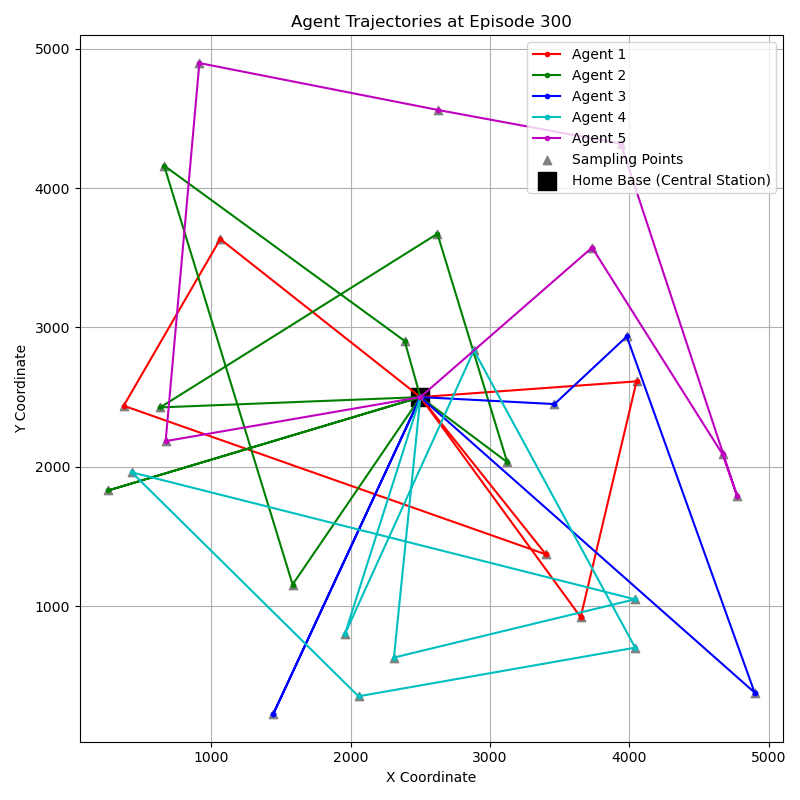 Agent Trajectories at Episode 300
Agent 1
Agent 2
Agent 3
Agent 4
Agent 5
Sampling Points
Home Base (Central Station)
Y Coordinate
5000
4000
3000
2000
1000
1000 2000 3000 4000 5000
X Coordinate